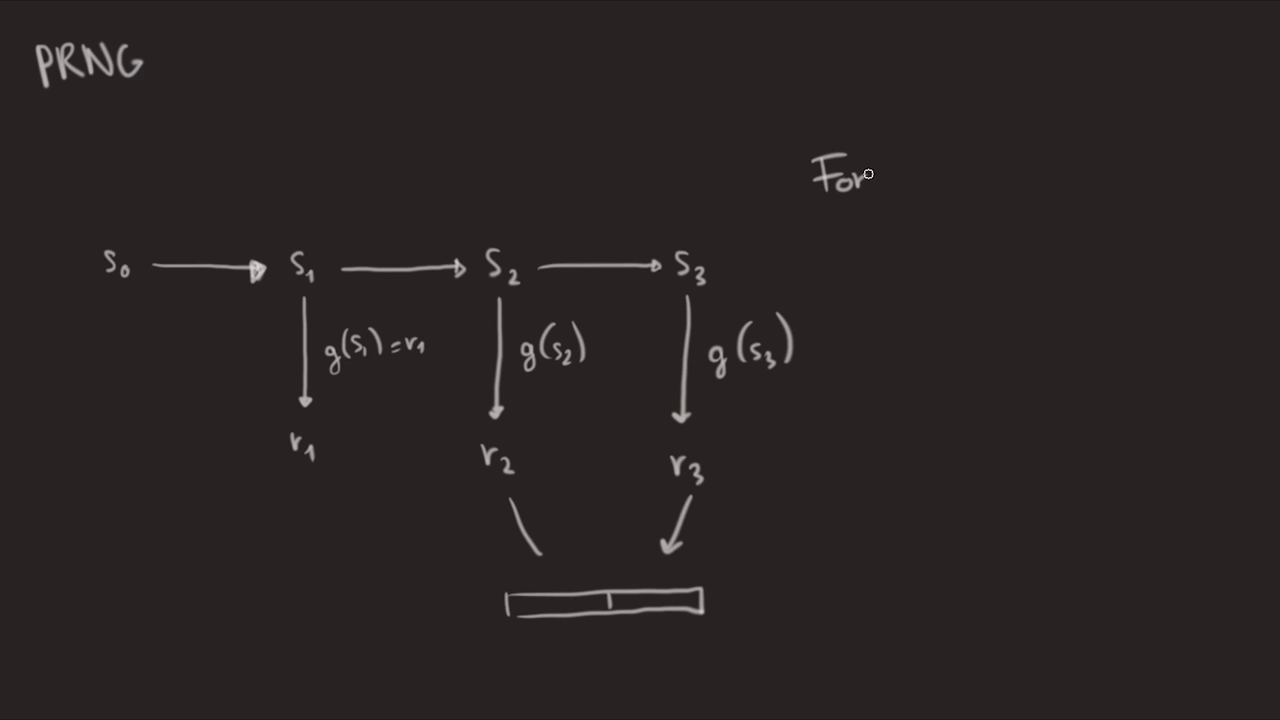 PRNG
For
S₀ S₁ S₂ S₃
g(S₁) = r₁ g(S₂) g(S₃)
r₁ r₂ r₃